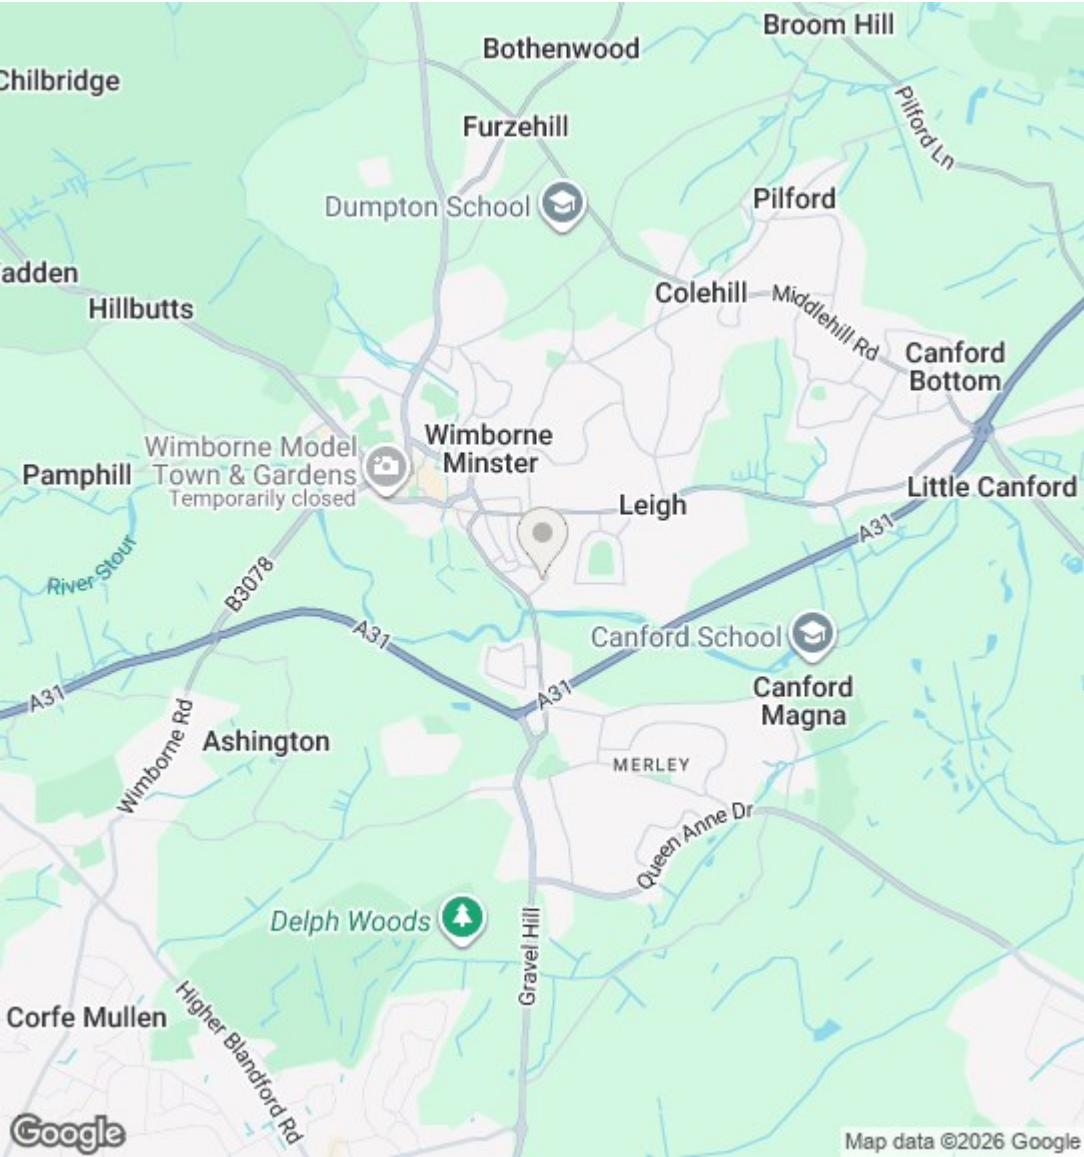 Broom Hill
Bothenwood
Chilbridge
Furzehill
Pilford Ln
Dumpton School
Pilford
adden
Hillbutts
Colehill
Middlehill Rd
Canford
Bottom
Wimborne Model
Town & Gardens
Temporarily closed
Wimborne
Minster
Pamphill
Leigh
Little Canford
A31
River Stour
B3078
A31
Canford School
A31
A31
Canford
Magna
Wimborne Rd
Ashington
MERLEY
Queen Anne Dr
Delph Woods
Gravel Hill
Corfe Mullen
Higher Blandford Rd
Google
Map data ©2026 Google